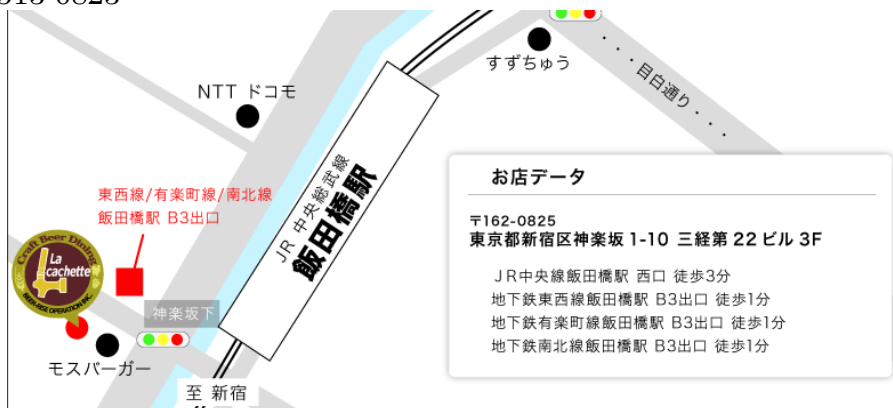 すずちゅう
・・・目白通り・・・
NTT ドコモ
JR 中央総武線
飯田橋駅
東西線/有楽町線/南北線
飯田橋駅 B3出口
Craft Beer Dining
La
cachette
BEER-RISE OPERATION INC.
神楽坂下
モスバーガー
至 新宿
お店データ
〒162-0825
東京都新宿区神楽坂 1-10 三経第 22 ビル 3F
JR中央線飯田橋駅 西口 徒歩3分
地下鉄東西線飯田橋駅 B3出口 徒歩1分
地下鉄有楽町線飯田橋駅 B3出口 徒歩1分
地下鉄南北線飯田橋駅 B3出口 徒歩1分